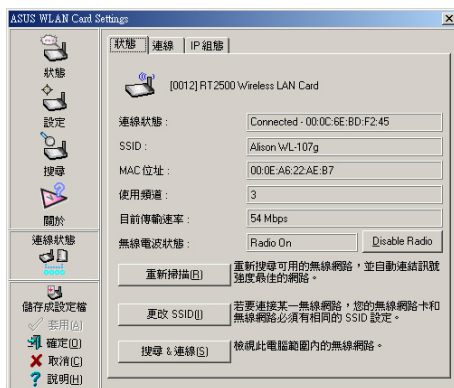 ASUS WLAN Card Settings
狀態
設定
搜尋
關於
連線狀態
儲存成設定檔
套用(A)
確定(O)
取消(C)
說明(H)
狀態 連線 IP 組態
[0012] RT2500 Wireless LAN Card
連線狀態 : Connected - 00:0C:6E:BD:F2:45
SSID : Alison WL-107g
MAC 位址 : 00:0E:A6:22:AE:B7
使用頻道 : 3
目前傳輸速率 : 54 Mbps
無線電波狀態 : Radio On Disable Radio
重新掃描(R) 重新搜尋可用的無線網路，並自動連結訊號
強度最佳的網路。
更改 SSID(I) 若要連接某一無線網路，您的無線網路卡和
無線網路必須有相同的 SSID 設定。
搜尋 & 連線(S) 檢視此電腦範圍內的無線網路。